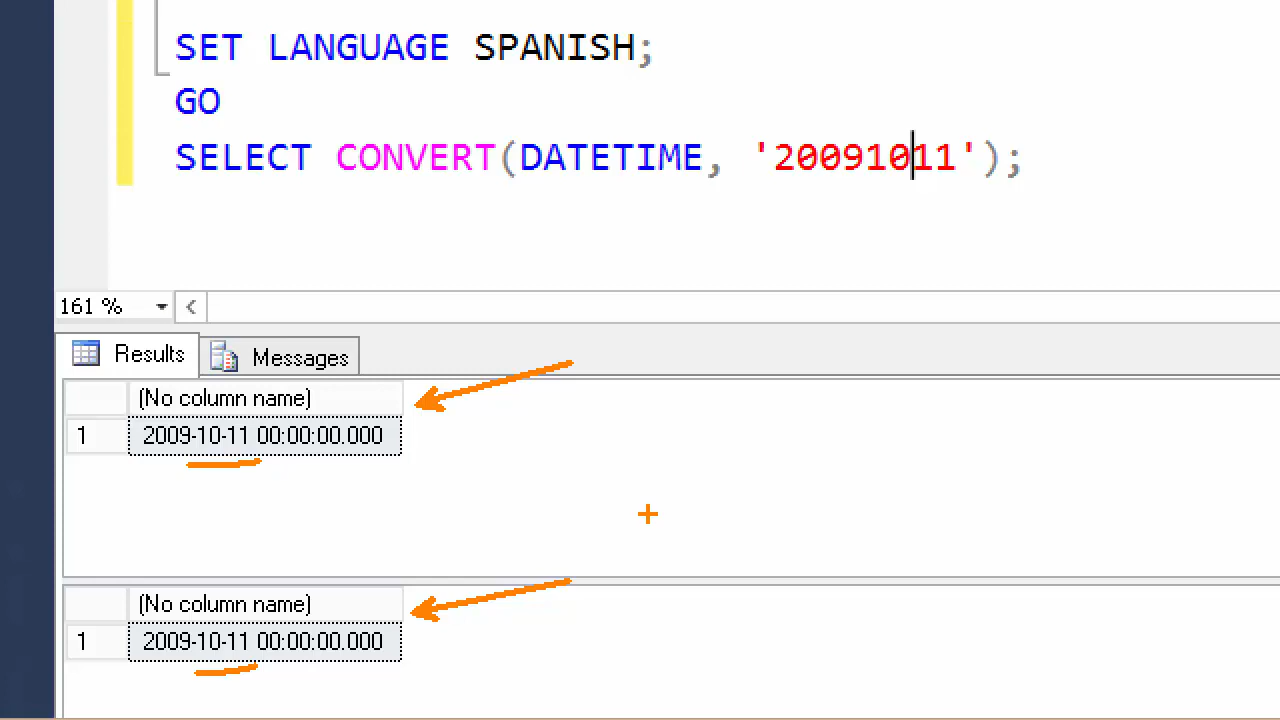 SET LANGUAGE SPANISH;
GO
SELECT CONVERT(DATETIME, '20091011');
161 %
Results Messages
(No column name)
1 2009-10-11 00:00:00.000
(No column name)
1 2009-10-11 00:00:00.000